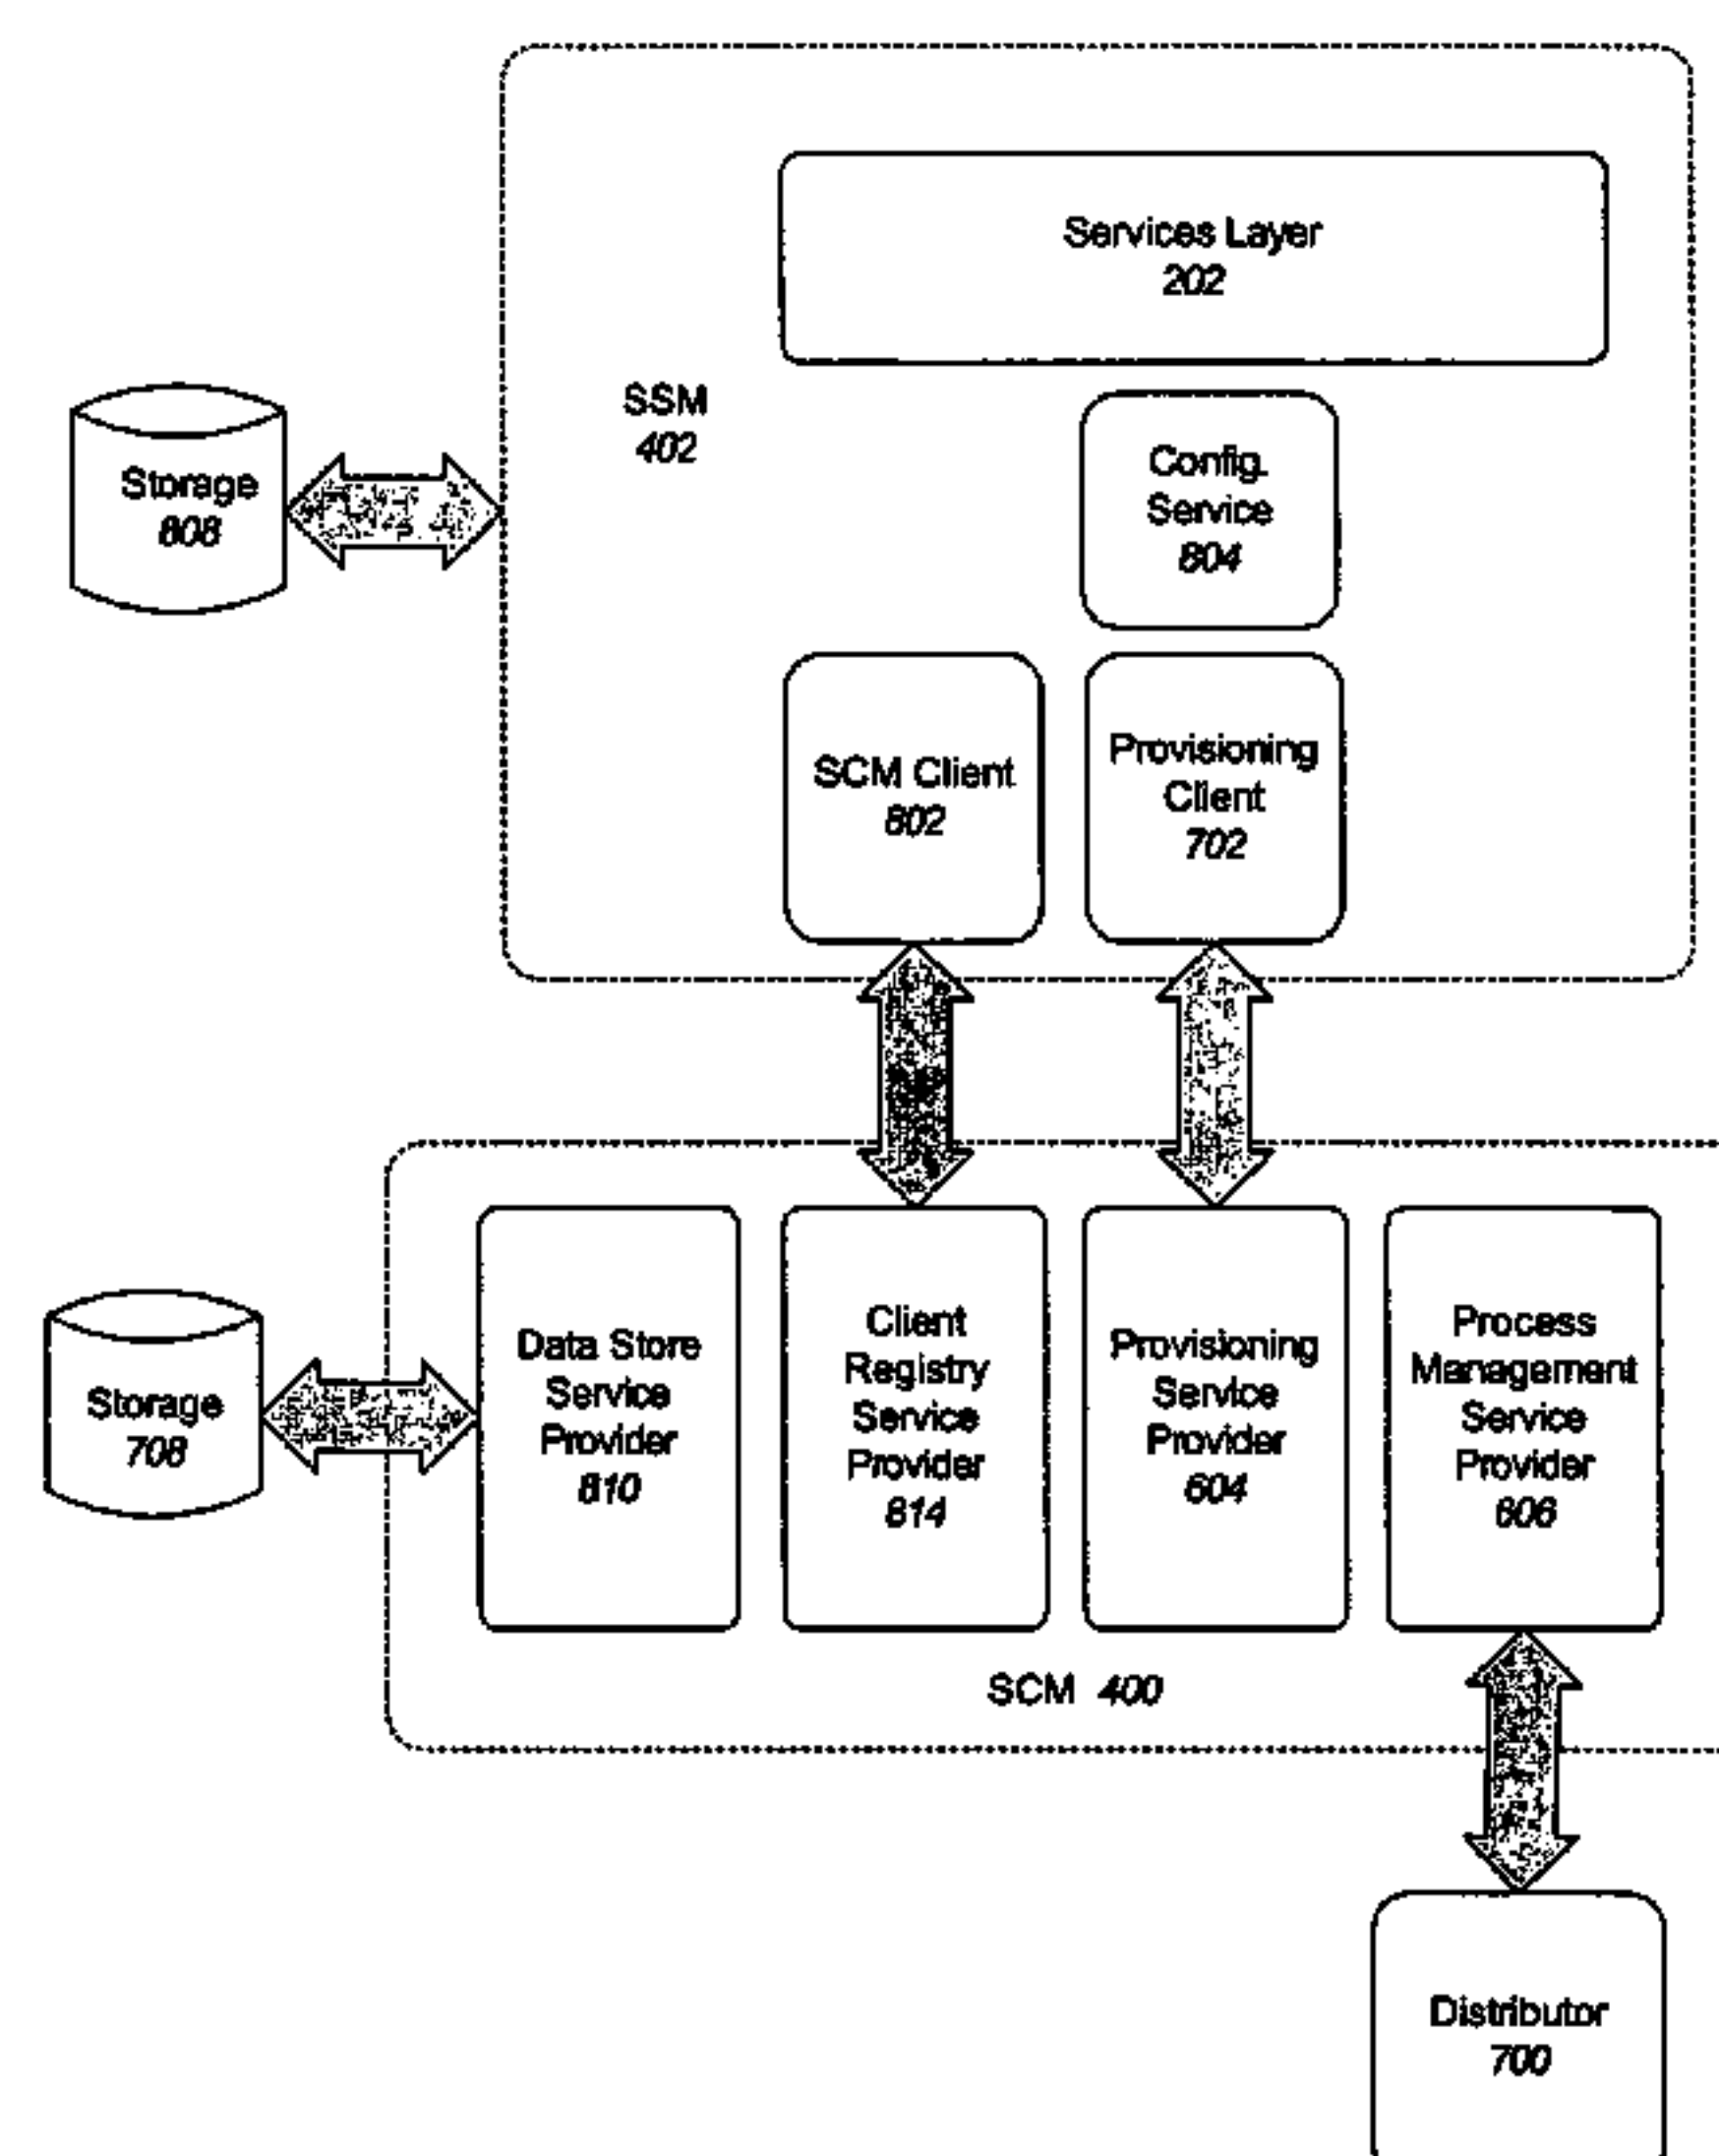 Services Layer
202
SSM
402
Storage
808
Config.
Service
804
SCM Client
802
Provisioning
Client
702
Storage
708
Data Store
Service
Provider
810
Client
Registry
Service
Provider
814
Provisioning
Service
Provider
604
Process
Management
Service
Provider
606
SCM 400
Distributor
700